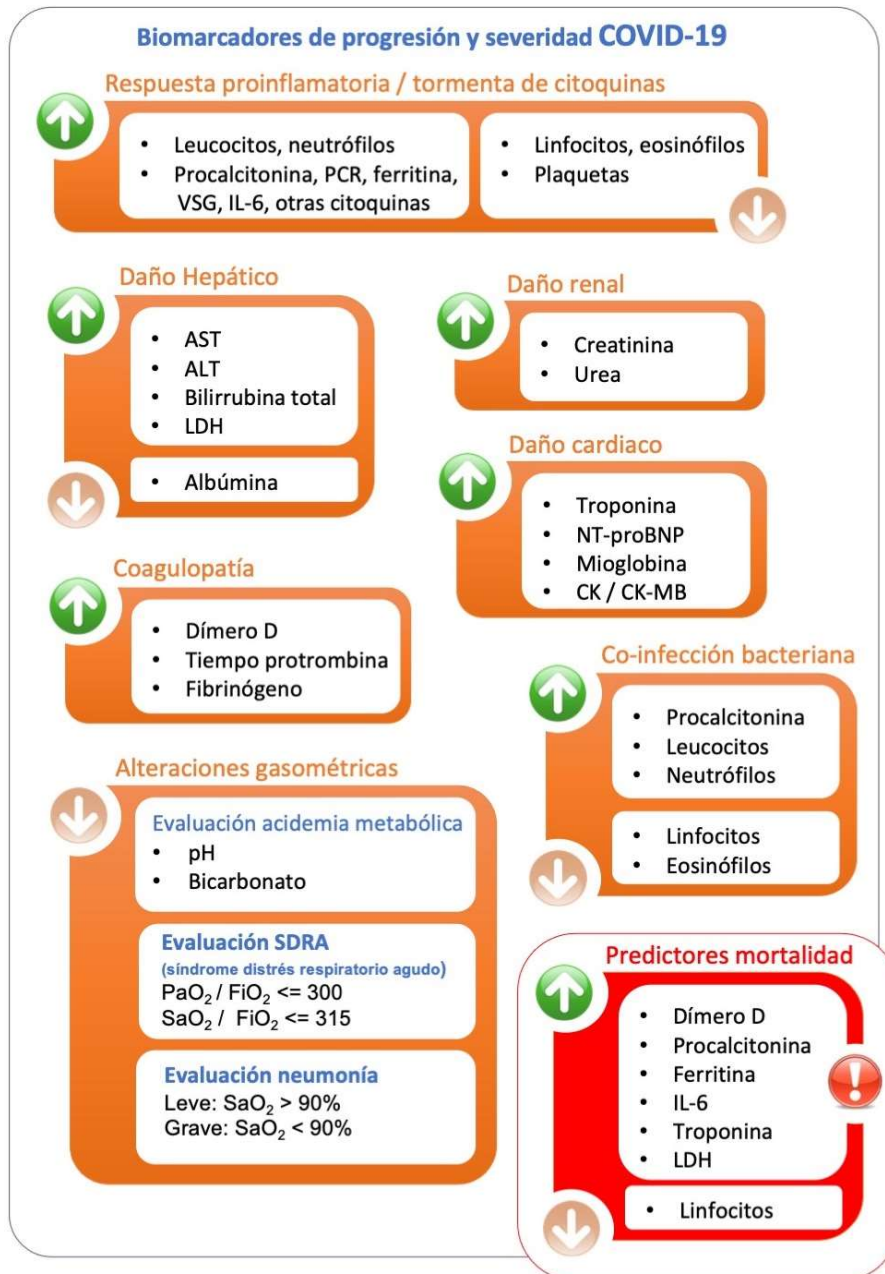 Biomarcadores de progresión y severidad COVID-19
Respuesta proinflamatoria / tormenta de citoquinas
• Leucocitos, neutrófilos
• Procalcitonina, PCR, ferritina,
VSG, IL-6, otras citoquinas
• Linfocitos, eosinófilos
• Plaquetas
Daño Hepático
• AST
• ALT
• Bilirrubina total
• LDH
• Albúmina
Daño renal
• Creatinina
• Urea
Daño cardiaco
• Troponina
• NT-proBNP
• Mioglobina
• CK / CK-MB
Coagulopatía
• Dímero D
• Tiempo protrombina
• Fibrinógeno
Co-infección bacteriana
• Procalcitonina
• Leucocitos
• Neutrófilos
• Linfocitos
• Eosinófilos
Alteraciones gasométricas
Evaluación acidemia metabólica
• pH
• Bicarbonato
Evaluación SDRA
(síndrome distrés respiratorio agudo)
PaO₂ / FiO₂ <= 300
SaO₂ / FiO₂ <= 315
Evaluación neumonía
Leve: SaO₂ > 90%
Grave: SaO₂ < 90%
Predictores mortalidad
• Dímero D
• Procalcitonina
• Ferritina
• IL-6
• Troponina
• LDH
• Linfocitos